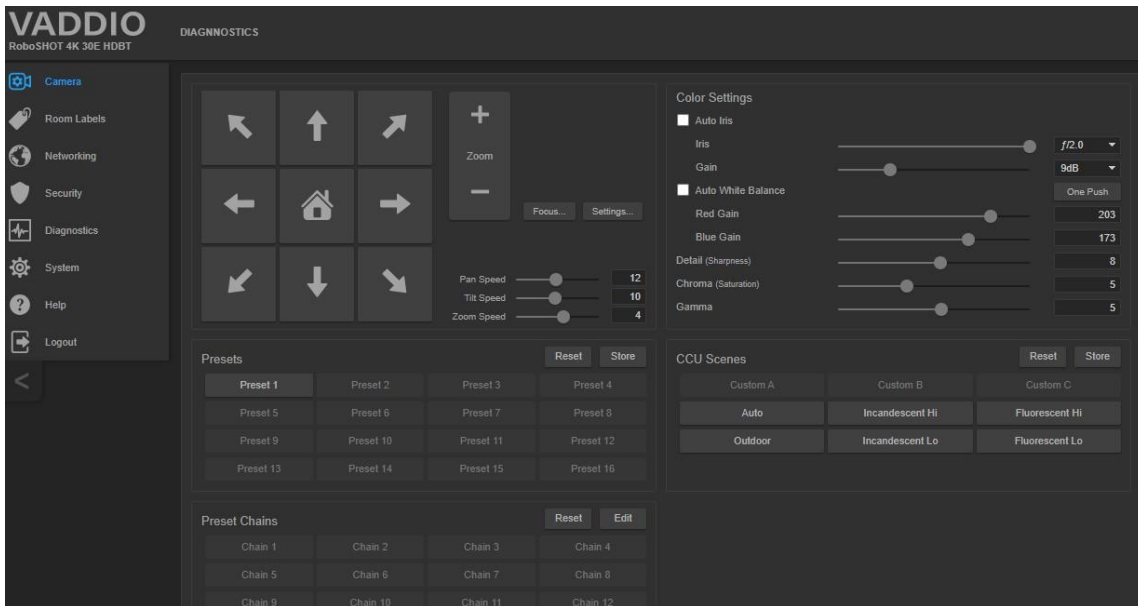 VADDIO
RoboSHOT 4K 30E HDBT
DIAGNNOSTICS
Camera
Room Labels
Networking
Security
Diagnostics
System
Help
Logout
<
+
Zoom
−
Focus... Settings...
Pan Speed 12
Tilt Speed 10
Zoom Speed 4
Color Settings
Auto Iris
Iris ƒ/2.0
Gain 9dB
Auto White Balance One Push
Red Gain 203
Blue Gain 173
Detail (Sharpness) 8
Chroma (Saturation) 5
Gamma 5
Presets Reset Store
Preset 1 Preset 2 Preset 3 Preset 4
Preset 5 Preset 6 Preset 7 Preset 8
Preset 9 Preset 10 Preset 11 Preset 12
Preset 13 Preset 14 Preset 15 Preset 16
CCU Scenes Reset Store
Custom A Custom B Custom C
Auto Incandescent Hi Fluorescent Hi
Outdoor Incandescent Lo Fluorescent Lo
Preset Chains Reset Edit
Chain 1 Chain 2 Chain 3 Chain 4
Chain 5 Chain 6 Chain 7 Chain 8
Chain 9 Chain 10 Chain 11 Chain 12